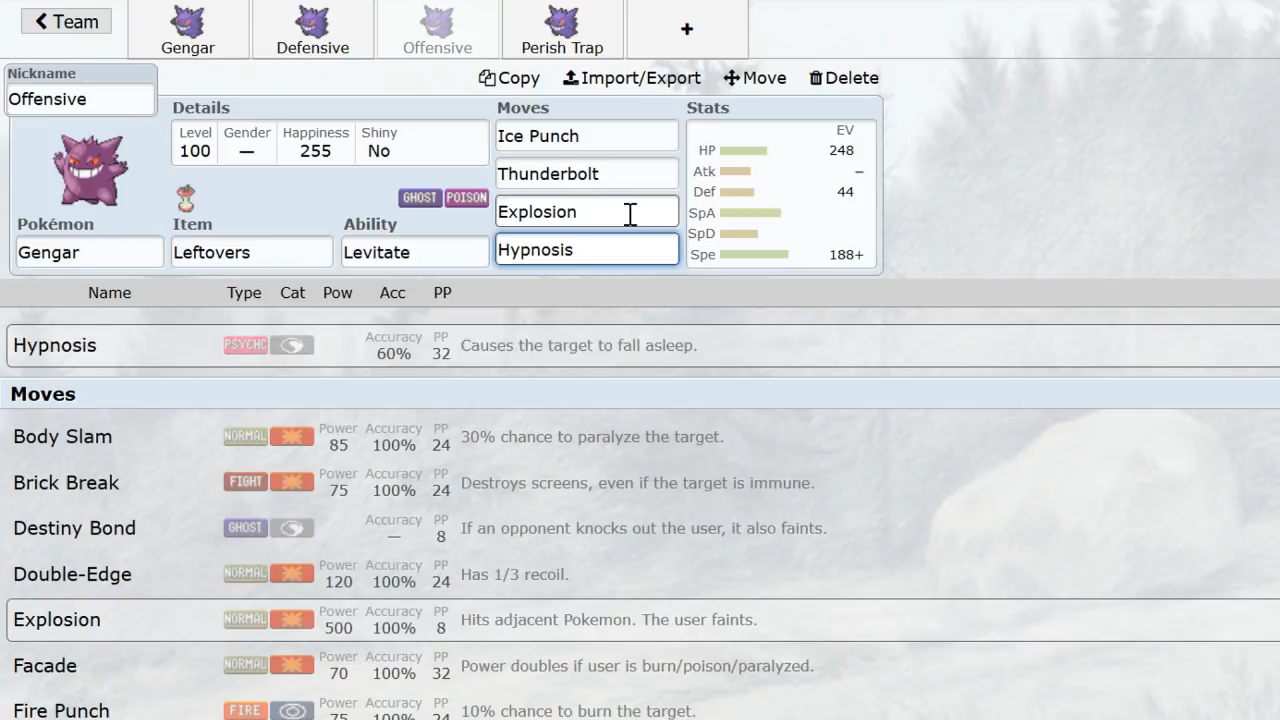 Team
Gengar
Defensive
Offensive
Perish Trap
+
Nickname
Offensive
Copy
Import/Export
Move
Delete
Details
Level
100
Gender
—
Happiness
255
Shiny
No
GHOST
POISON
Pokémon
Gengar
Item
Leftovers
Ability
Levitate
Moves
Ice Punch
Thunderbolt
Explosion
Hypnosis
Stats
EV
HP 248
Atk –
Def 44
SpA
SpD
Spe 188+
Name Type Cat Pow Acc PP
Hypnosis PSYCHC Accuracy 60% PP 32 Causes the target to fall asleep.
Moves
Body Slam NORMAL Power 85 Accuracy 100% PP 24 30% chance to paralyze the target.
Brick Break FIGHT Power 75 Accuracy 100% PP 24 Destroys screens, even if the target is immune.
Destiny Bond GHOST Accuracy — PP 8 If an opponent knocks out the user, it also faints.
Double-Edge NORMAL Power 120 Accuracy 100% PP 24 Has 1/3 recoil.
Explosion NORMAL Power 500 Accuracy 100% PP 8 Hits adjacent Pokemon. The user faints.
Facade NORMAL Power 70 Accuracy 100% PP 32 Power doubles if user is burn/poison/paralyzed.
Fire Punch FIRE Power 75 Accuracy 100% PP 24 10% chance to burn the target.